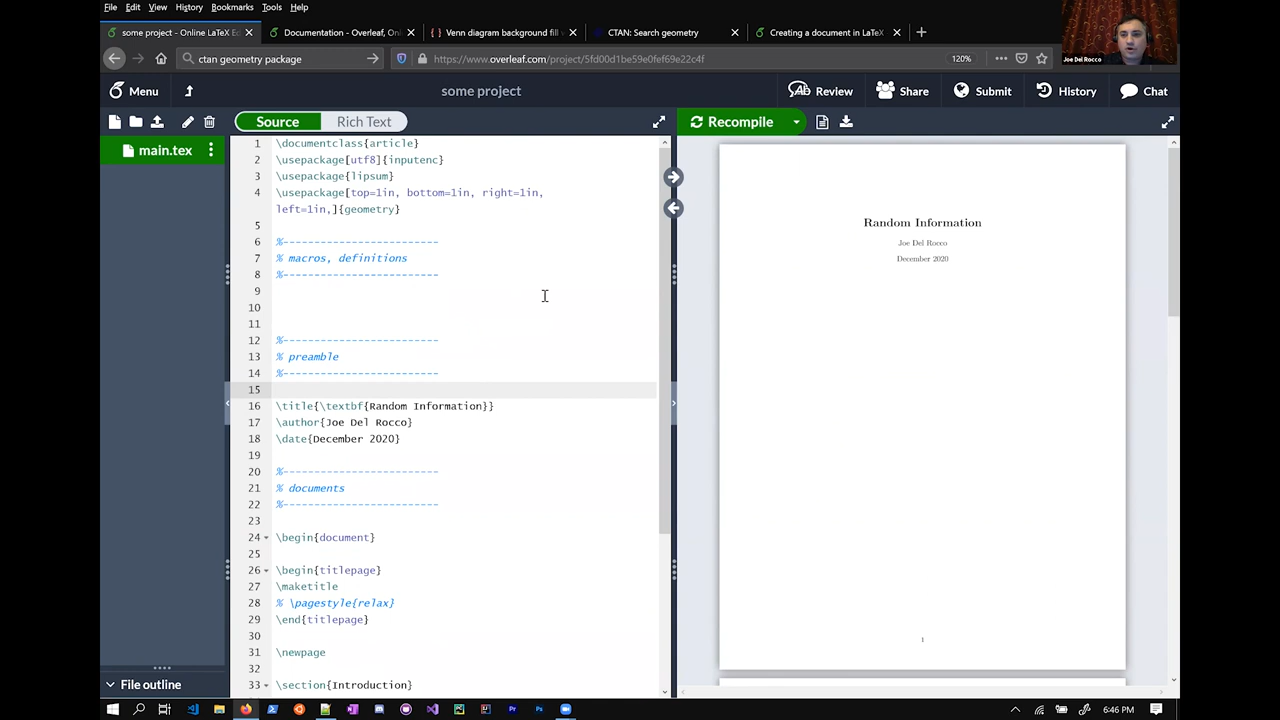 File Edit View History Bookmarks Tools Help
some project - Online LaTeX Ed
Documentation - Overleaf, Onl
Venn diagram background fill
CTAN: Search geometry
Creating a document in LaTeX
ctan geometry package
https://www.overleaf.com/project/5fd00d1be59e0fef69e22c4f
120%
Joe Del Rocco
Menu
some project
Review
Share
Submit
History
Chat
Source
Rich Text
Recompile
main.tex
1 \documentclass{article}
2 \usepackage[utf8]{inputenc}
3 \usepackage{lipsum}
4 \usepackage[top=1in, bottom=1in, right=1in,
left=1in,]{geometry}
5
6 %-------------------------
7 % macros, definitions
8 %-------------------------
9
10
11
12 %-------------------------
13 % preamble
14 %-------------------------
15
16 \title{\textbf{Random Information}}
17 \author{Joe Del Rocco}
18 \date{December 2020}
19
20 %-------------------------
21 % documents
22 %-------------------------
23
24 \begin{document}
25
26 \begin{titlepage}
27 \maketitle
28 % \pagestyle{relax}
29 \end{titlepage}
30
31 \newpage
32
33 \section{Introduction}
Random Information
Joe Del Rocco
December 2020
1
File outline
6:46 PM